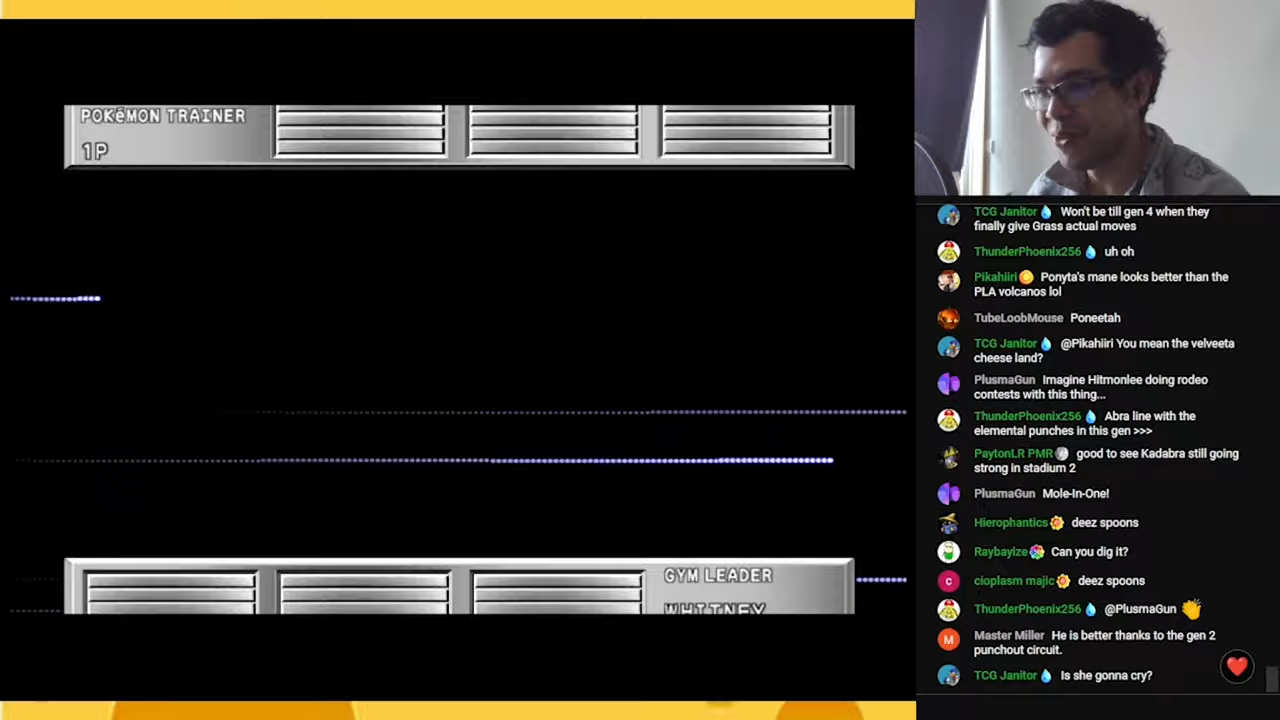 POKéMON TRAINER
1P
GYM LEADER
WHITNEY
TCG Janitor Won't be till gen 4 when they
finally give Grass actual moves
ThunderPhoenix256 uh oh
Pikahiiri Ponyta's mane looks better than the
PLA volcanos lol
TubeLoobMouse Poneetah
TCG Janitor @Pikahiiri You mean the velveeta
cheese land?
PlusmaGun Imagine Hitmonlee doing rodeo
contests with this thing...
ThunderPhoenix256 Abra line with the
elemental punches in this gen >>>
PaytonLR PMR good to see Kadabra still going
strong in stadium 2
PlusmaGun Mole-In-One!
Hierophantics deez spoons
Raybayize Can you dig it?
c
cioplasm majic deez spoons
ThunderPhoenix256 @PlusmaGun 👏
M
Master Miller He is better thanks to the gen 2
punchout circuit.
TCG Janitor Is she gonna cry?